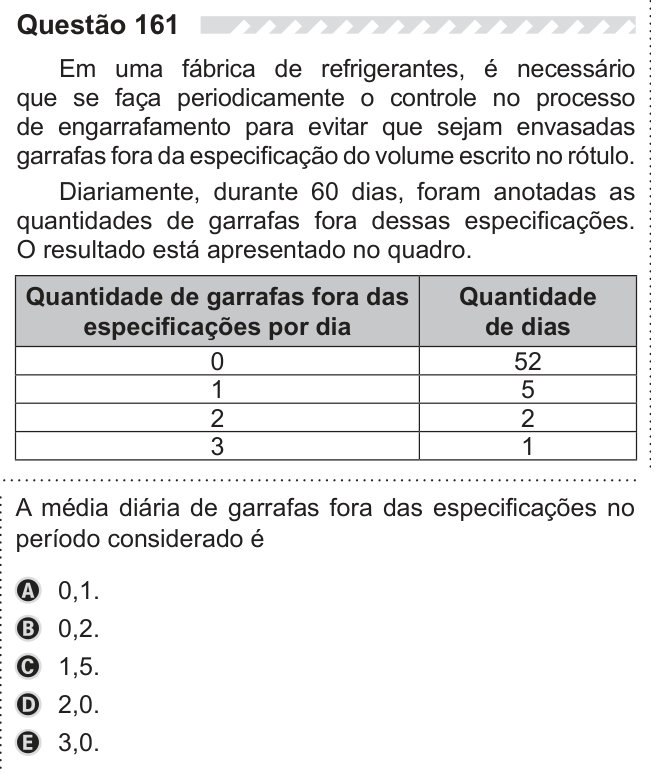 Questão 161
Em uma fábrica de refrigerantes, é necessário
que se faça periodicamente o controle no processo
de engarrafamento para evitar que sejam envasadas
garrafas fora da especificação do volume escrito no rótulo.
Diariamente, durante 60 dias, foram anotadas as
quantidades de garrafas fora dessas especificações.
O resultado está apresentado no quadro.
Quantidade de garrafas fora das especificações por dia
Quantidade de dias
0 52
1 5
2 2
3 1
A média diária de garrafas fora das especificações no
período considerado é
A 0,1.
B 0,2.
C 1,5.
D 2,0.
E 3,0.